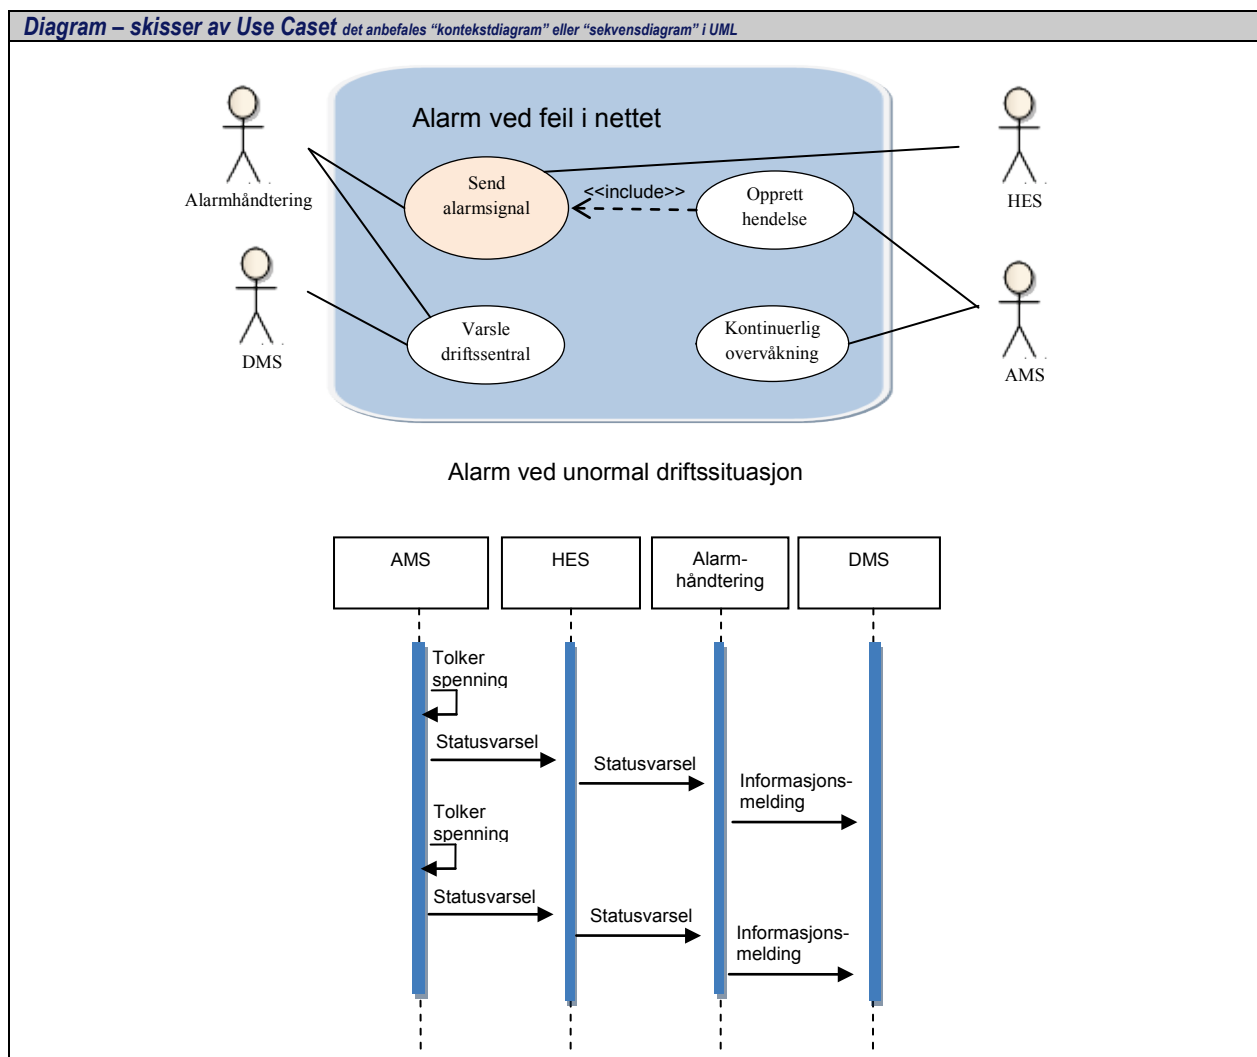 Diagram – skisser av Use Caset det anbefales “kontekstdiagram” eller “sekvensdiagram” i UML
Alarm ved feil i nettet
Alarmhåndtering
DMS
Send
alarmsignal
<<include>>
Opprett
hendelse
Varsle
driftssentral
Kontinuerlig
overvåkning
HES
AMS
Alarm ved unormal driftssituasjon
AMS
HES
Alarm-
håndtering
DMS
Tolker
spenning
Statusvarsel
Statusvarsel
Informasjons-
melding
Tolker
spenning
Statusvarsel
Statusvarsel
Informasjons-
melding